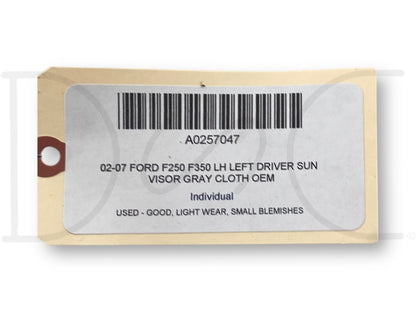 A0257047
02-07 FORD F250 F350 LH LEFT DRIVER SUN
VISOR GRAY CLOTH OEM
Individual
USED - GOOD, LIGHT WEAR, SMALL BLEMISHES